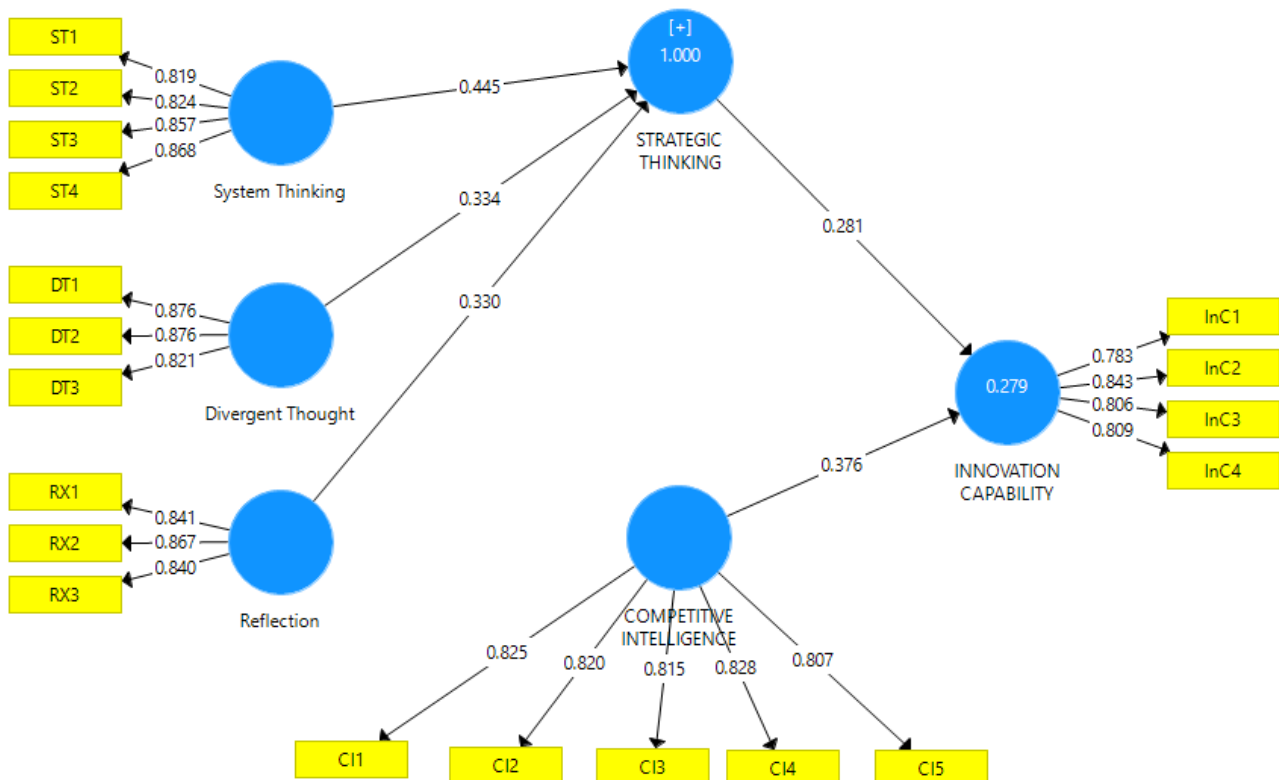 ST1
ST2
ST3
ST4
0.819
0.824
0.857
0.868
System Thinking
0.445
[+]
1.000
STRATEGIC
THINKING
DT1
DT2
DT3
0.876
0.876
0.821
Divergent Thought
0.334
0.281
RX1
RX2
RX3
0.841
0.867
0.840
Reflection
0.330
0.279
INNOVATION
CAPABILITY
0.783
0.843
0.806
0.809
InC1
InC2
InC3
InC4
0.376
COMPETITIVE
INTELLIGENCE
0.825
0.820
0.815
0.828
0.807
CI1
CI2
CI3
CI4
CI5